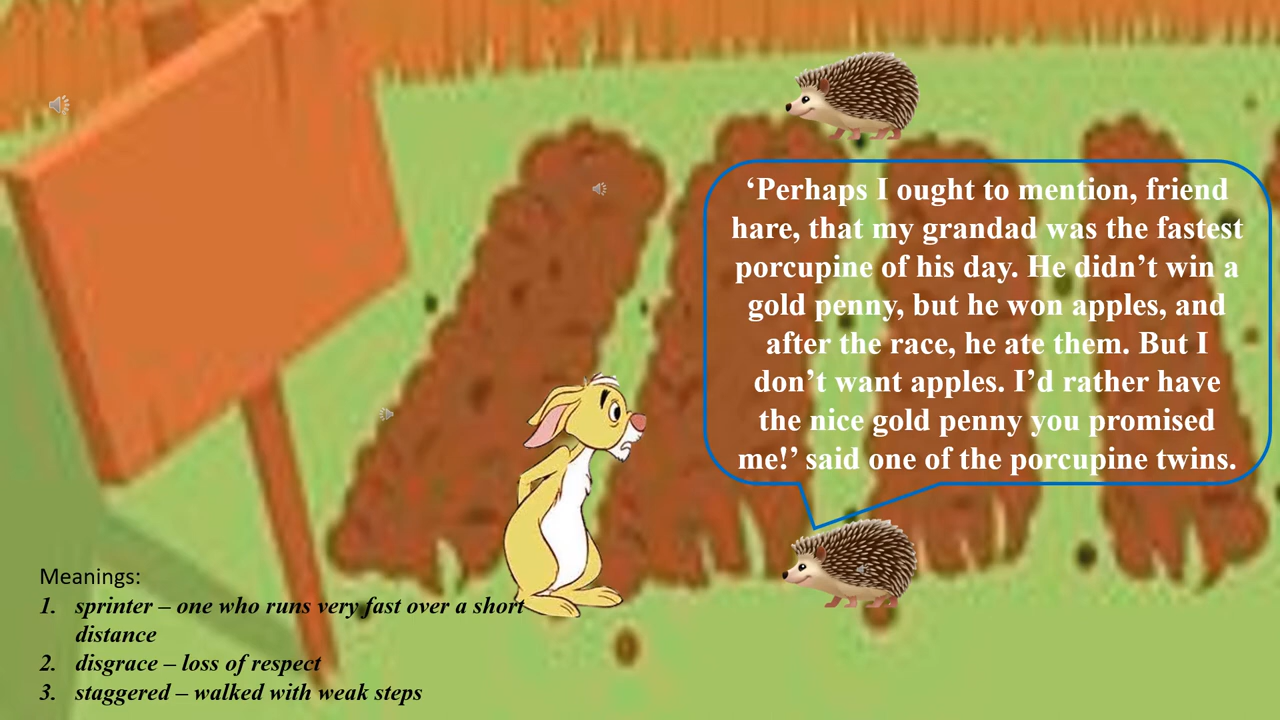 ‘Perhaps I ought to mention, friend
hare, that my grandad was the fastest
porcupine of his day. He didn’t win a
gold penny, but he won apples, and
after the race, he ate them. But I
don’t want apples. I’d rather have
the nice gold penny you promised
me!’ said one of the porcupine twins.
Meanings:
1. sprinter – one who runs very fast over a short
distance
2. disgrace – loss of respect
3. staggered – walked with weak steps